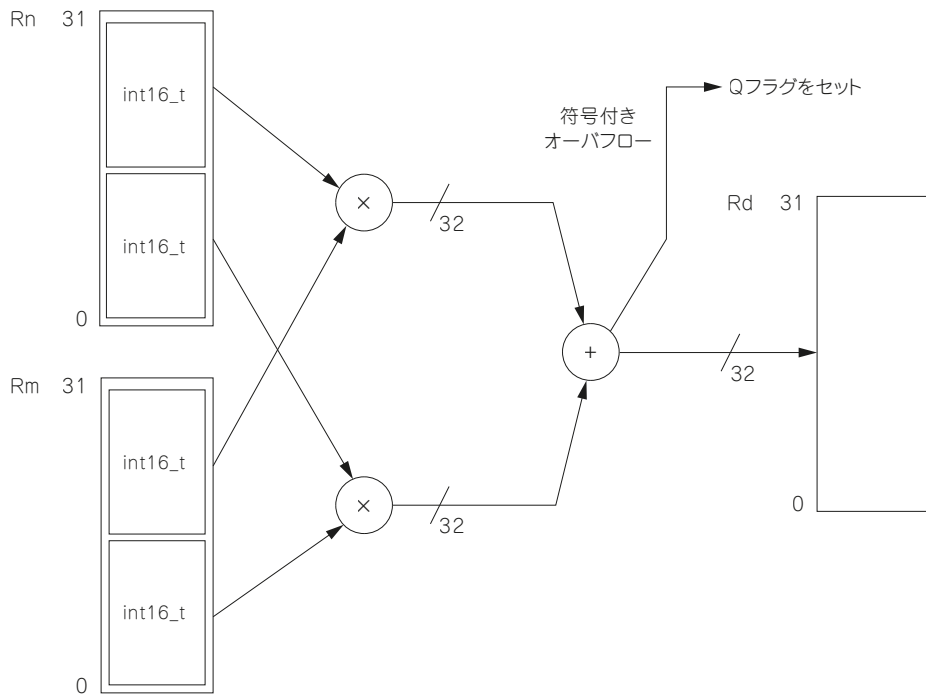 Rn 31
int16_t
int16_t
0
Rm 31
int16_t
int16_t
0
×
32
×
32
+
符号付き
オーバフロー
Qフラグをセット
32
Rd 31
0